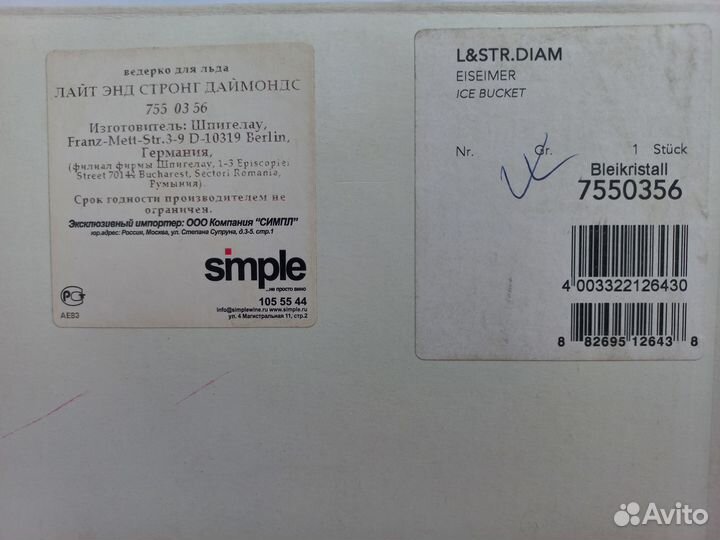 ведерко для льда
ЛАЙТ ЭНД СТРОНГ ДАЙМОНДС
755 03 56
Изготовитель: Шпигелау,
Franz-Mett-Str.3-9 D-10319 Berlin,
Германия,
(филиал фирмы Шпигелау, 1-3 Episcopiei
Street 70144 Bucharest, Sectori Romania,
Румыния).
Срок годности производителем не
ограничен.
Эксклюзивный импортер: ООО Компания "СИМПЛ"
юр.адрес: Россия, Москва, ул. Степана Супруна, д.3-5. стр.1
simple
...не просто вино
105 55 44
info@simplewine.ru www.simple.ru
ул. 4 Магистральная 11, стр.2
АЕ83
L&STR.DIAM
EISEIMER
ICE BUCKET
Nr. Gr. 1 Stück
Bleikristall
7550356
4 003322 126430
8 82695 12643 8
Avito